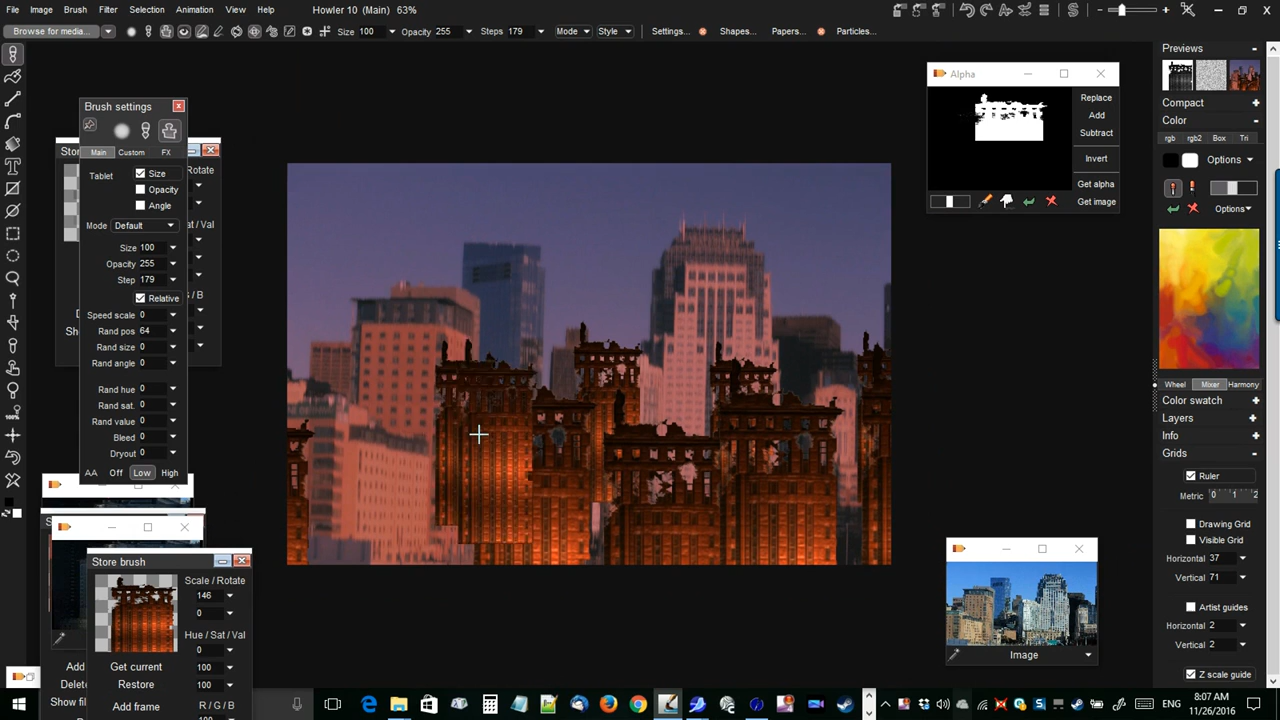 File Image Brush Filter Selection Animation View Help Howler 10 (Main) 63%
Browse for media... Size 100 Opacity 255 Steps 179 Mode Style Settings... Shapes... Papers... Particles...
Brush settings
Main Custom FX
Tablet Size
Opacity
Angle
Mode Default
Size 100
Opacity 255
Step 179
Relative
Speed scale 0
Rand pos 64
Rand size 0
Rand angle 0
Rand hue 0
Rand sat. 0
Rand value 0
Bleed 0
Dryout 0
AA Off Low High
Rotate
Store brush
Scale / Rotate
146
0
Hue / Sat / Val
0
Get current 100
Restore 100
Add frame R / G / B
Alpha
Replace
Add
Subtract
Invert
Get alpha
Get image
Image
Previews
Compact
Color
rgb rgb2 Box Tri
Options
Options
Wheel Mixer Harmony
Color swatch
Layers
Info
Grids
Ruler
Metric 0 1 2
Drawing Grid
Visible Grid
Horizontal 37
Vertical 71
Artist guides
Horizontal 2
Vertical 2
Z scale guide
8:07 AM
11/26/2016